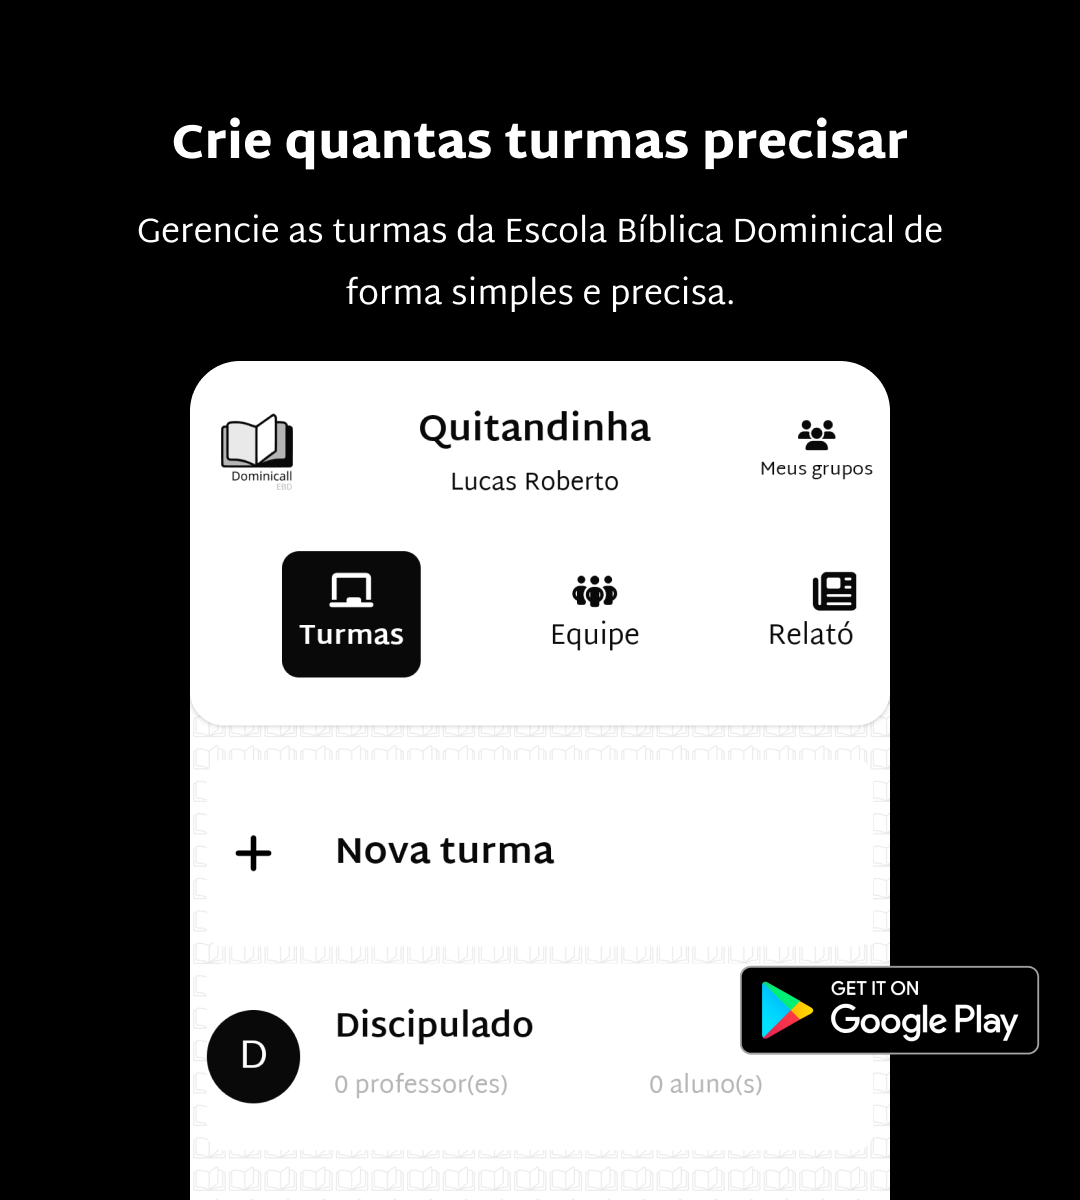 Crie quantas turmas precisar
Gerencie as turmas da Escola Bíblica Dominical de
forma simples e precisa.
Dominicall
EBD
Quitandinha
Lucas Roberto
Meus grupos
Turmas
Equipe
Relató
Nova turma
D
Discipulado
0 professor(es)
0 aluno(s)
GET IT ON
Google Play